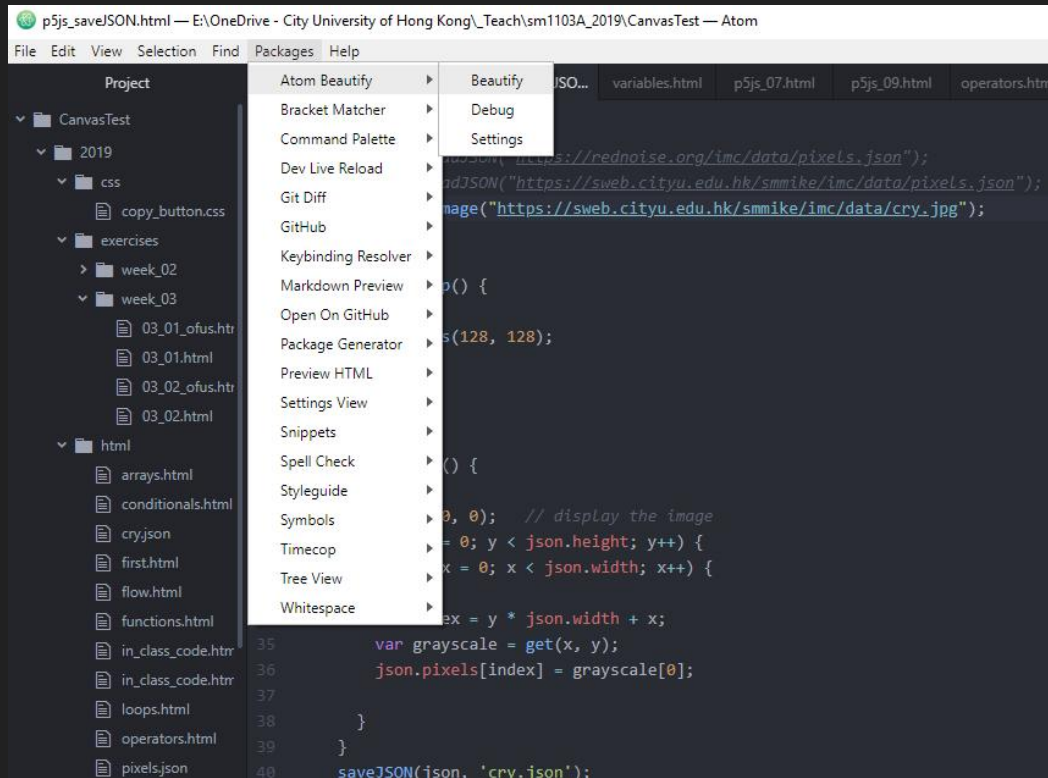 p5js_saveJSON.html — E:\OneDrive - City University of Hong Kong\_Teach\sm1103A_2019\CanvasTest — Atom
File Edit View Selection Find Packages Help
Project
CanvasTest
2019
css
copy_button.css
exercises
week_02
week_03
03_01_ofus.htr
03_01.html
03_02_ofus.htr
03_02.html
html
arrays.html
conditionals.html
cry.json
first.html
flow.html
functions.html
in_class_code.htm
in_class_code.htm
loops.html
operators.html
pixels.json
Atom Beautify
Bracket Matcher
Command Palette
Dev Live Reload
Git Diff
GitHub
Keybinding Resolver
Markdown Preview
Open On GitHub
Package Generator
Preview HTML
Settings View
Snippets
Spell Check
Styleguide
Symbols
Timecop
Tree View
Whitespace
Beautify
Debug
Settings
JSO... variables.html p5js_07.html p5js_09.html operators.htm
adJSON("https://rednoise.org/imc/data/pixels.json");
adJSON("https://sweb.cityu.edu.hk/smmike/imc/data/pixels.json");
mage("https://sweb.cityu.edu.hk/smmike/imc/data/cry.jpg");
p() {
s(128, 128);
() {
0, 0); // display the image
= 0; y < json.height; y++) {
x = 0; x < json.width; x++) {
ex = y * json.width + x;
35 var grayscale = get(x, y);
36 json.pixels[index] = grayscale[0];
37
38 }
39 }
40 saveJSON(json, 'cry.json');